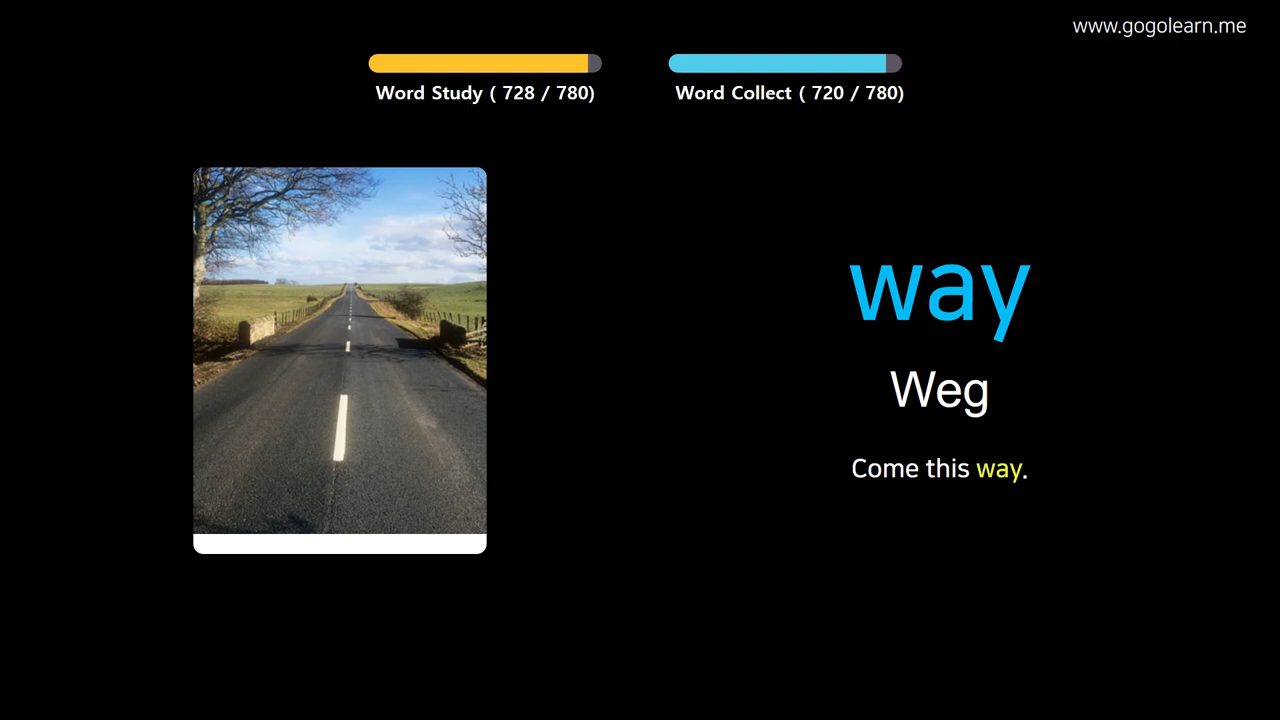 www.gogolearn.me
Word Study ( 728 / 780)
Word Collect ( 720 / 780)
way
Weg
Come this way.